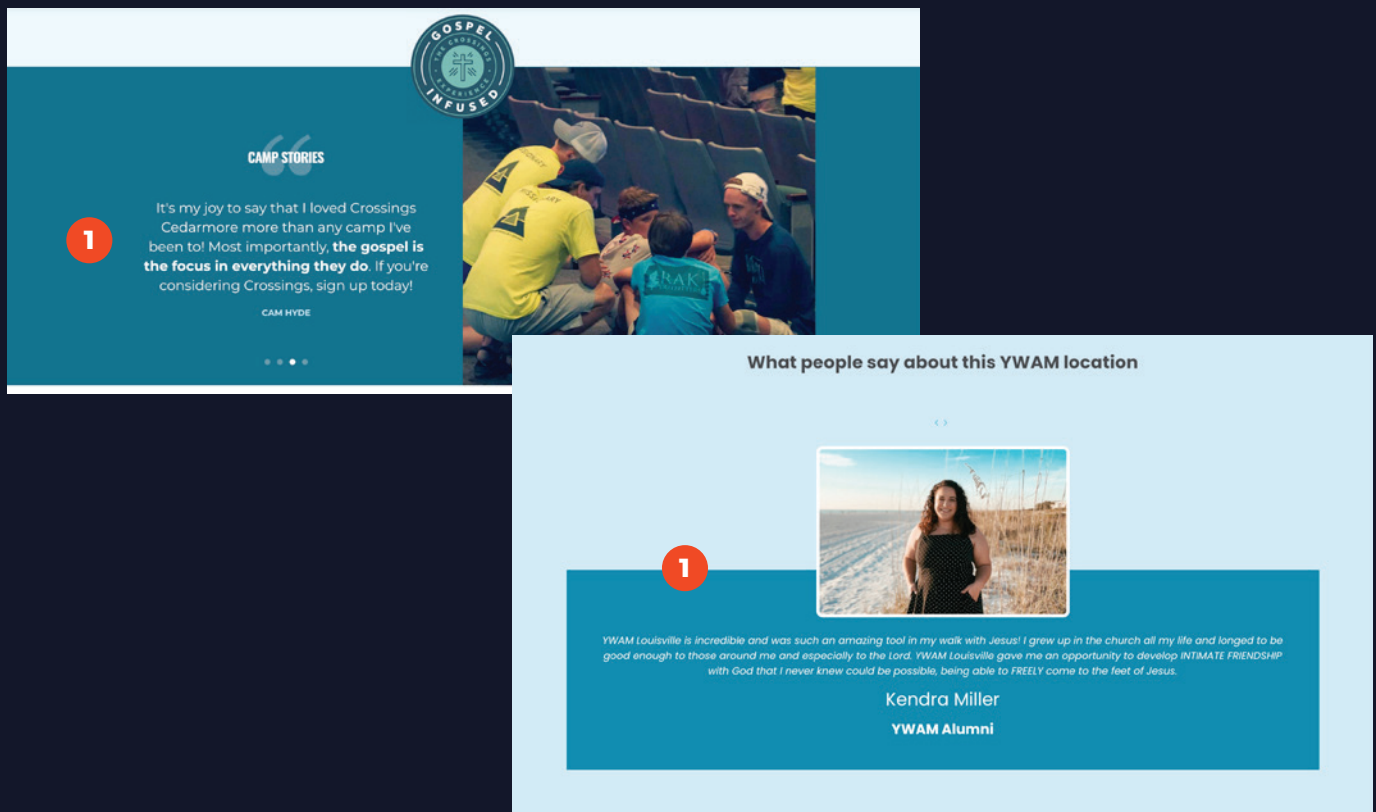 GOSPEL
THE CROSSINGS
EXPERIENCE
INFUSED
CAMP STORIES
1
It's my joy to say that I loved Crossings
Cedarmore more than any camp I've
been to! Most importantly, the gospel is
the focus in everything they do. If you're
considering Crossings, sign up today!
CAM HYDE
What people say about this YWAM location
1
YWAM Louisville is incredible and was such an amazing tool in my walk with Jesus! I grew up in the church all my life and longed to be
good enough to those around me and especially to the Lord. YWAM Louisville gave me an opportunity to develop INTIMATE FRIENDSHIP
with God that I never knew could be possible, being able to FREELY come to the feet of Jesus.
Kendra Miller
YWAM Alumni